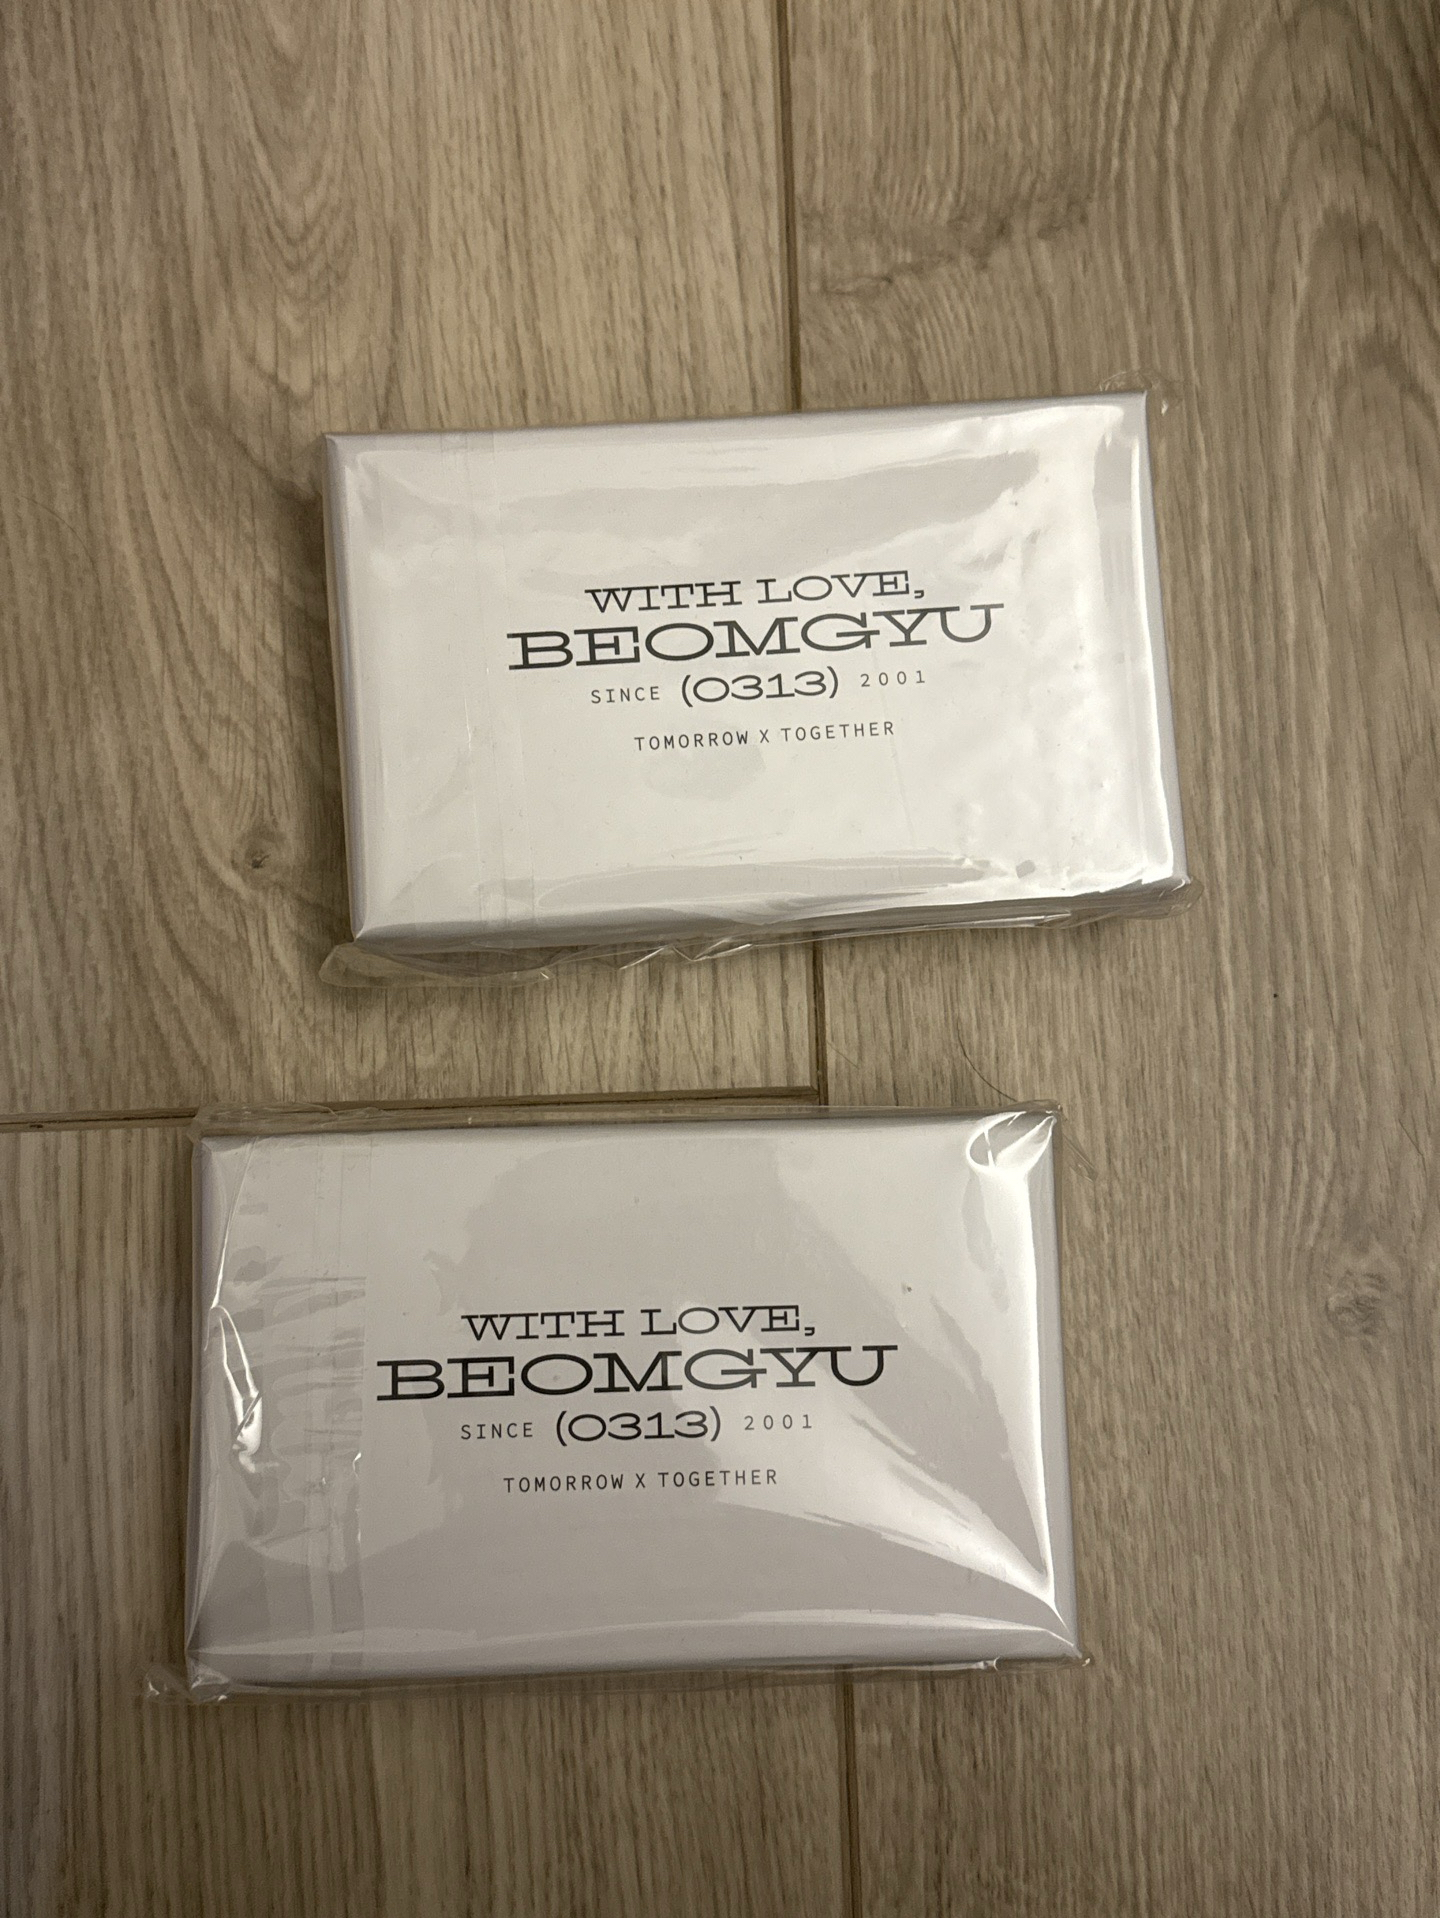 WITH LOVE,
BEOMGYU
SINCE (0313) 2001
TOMORROW X TOGETHER
WITH LOVE,
BEOMGYU
SINCE (0313) 2001
TOMORROW X TOGETHER